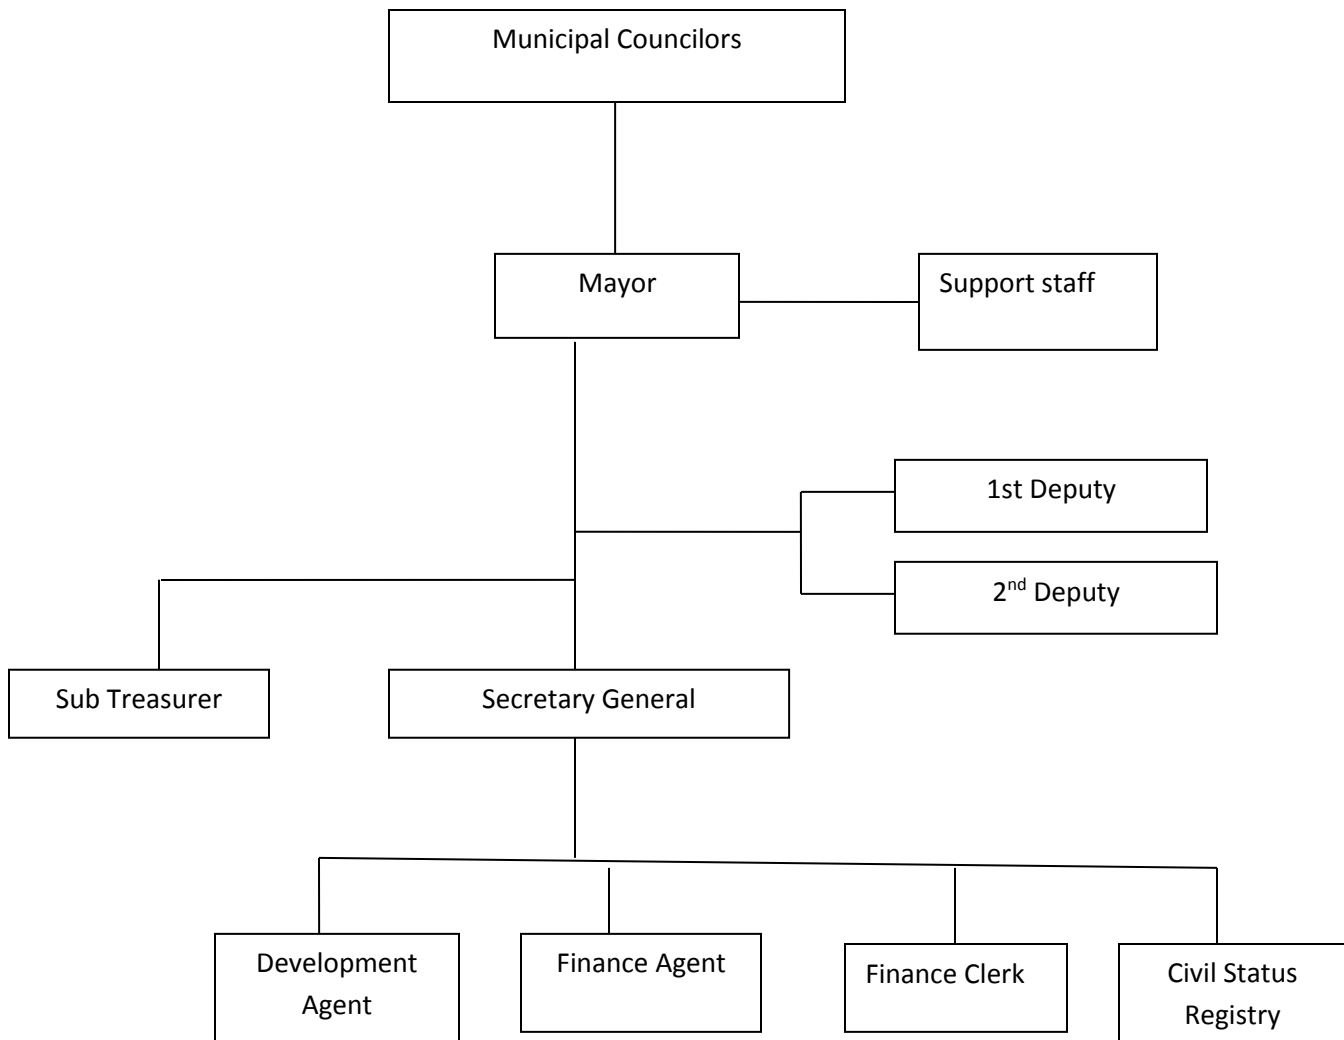 Municipal Councilors
Mayor
Support staff
1st Deputy
2nd Deputy
Sub Treasurer
Secretary General
Development
Agent
Finance Agent
Finance Clerk
Civil Status
Registry